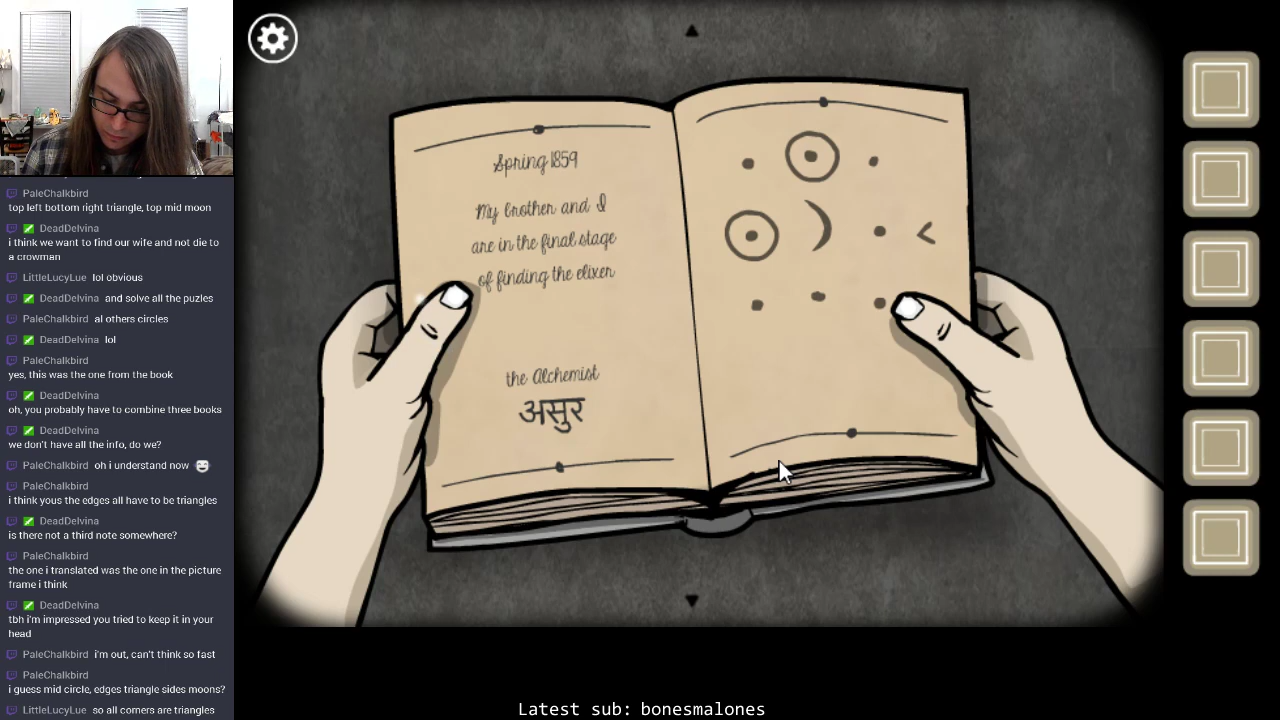 PaleChalkbird
top left bottom right triangle, top mid moon
DeadDelvina
i think we want to find our wife and not die to
a crowman
LittleLucyLue lol obvious
DeadDelvina and solve all the puzles
PaleChalkbird al others circles
DeadDelvina lol
PaleChalkbird
yes, this was the one from the book
DeadDelvina
oh, you probably have to combine three books
DeadDelvina
we don't have all the info, do we?
PaleChalkbird oh i understand now
PaleChalkbird
i think yous the edges all have to be triangles
DeadDelvina
is there not a third note somewhere?
PaleChalkbird
the one i translated was the one in the picture
frame i think
DeadDelvina
tbh i'm impressed you tried to keep it in your
head
PaleChalkbird i'm out, can't think so fast
PaleChalkbird
i guess mid circle, edges triangle sides moons?
LittleLucyLue so all corners are triangles
Spring 1859
My brother and I
are in the final stage
of finding the elixer
the Alchemist
असुर
Latest sub: bonesmalones